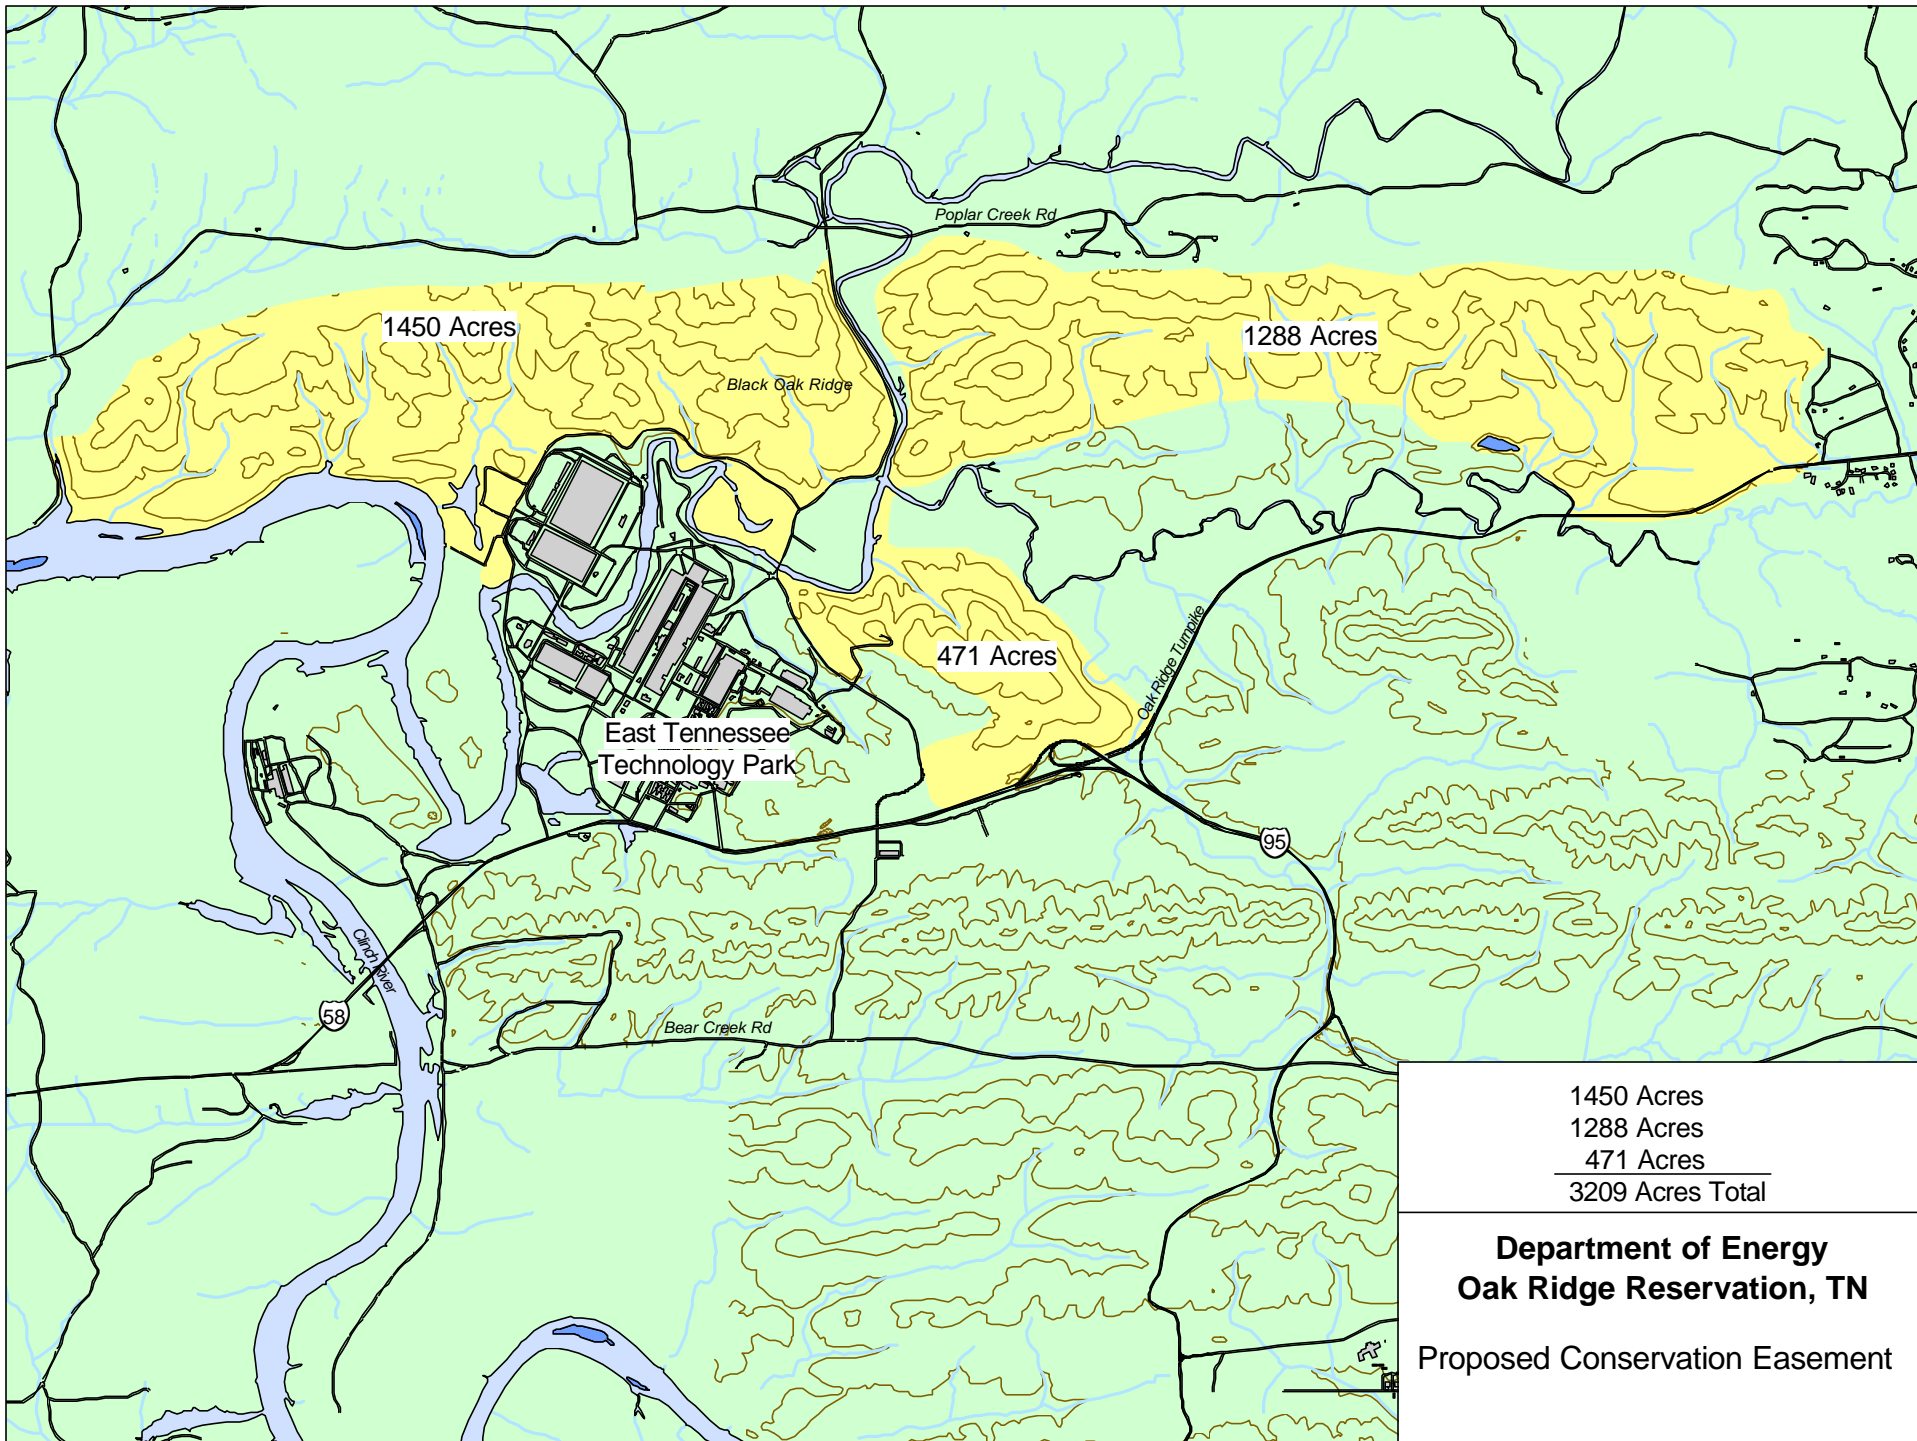 Poplar Creek Rd
1450 Acres
1288 Acres
Black Oak Ridge
471 Acres
Oak Ridge Turnpike
East Tennessee
Technology Park
95
Clinch River
58
Bear Creek Rd
1450 Acres
1288 Acres
471 Acres
3209 Acres Total
Department of Energy
Oak Ridge Reservation, TN
Proposed Conservation Easement